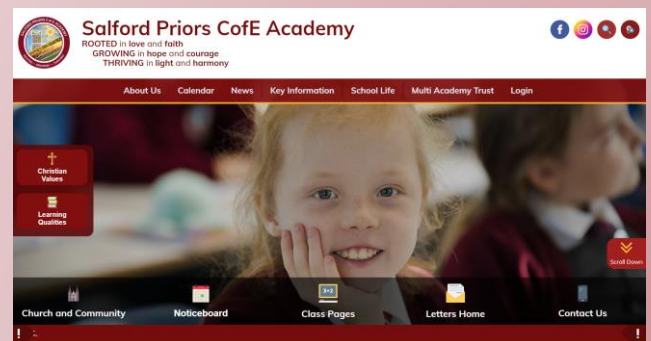 Salford Priors CofE Academy
ROOTED in love and faith
GROWING in hope and courage
THRIVING in light and harmony
About Us Calendar News Key Information School Life Multi Academy Trust Login
Christian
Values
Learning
Qualities
Scroll Down
3+2
Church and Community Noticeboard Class Pages Letters Home Contact Us
! !